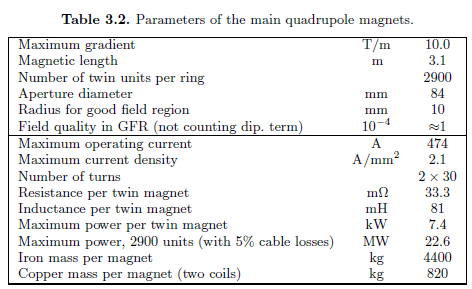 Table 3.2. Parameters of the main quadrupole magnets.
Maximum gradient T/m 10.0
Magnetic length m 3.1
Number of twin units per ring 2900
Aperture diameter mm 84
Radius for good field region mm 10
Field quality in GFR (not counting dip. term) 10⁻⁴ ≈1
Maximum operating current A 474
Maximum current density A/mm² 2.1
Number of turns 2 × 30
Resistance per twin magnet mΩ 33.3
Inductance per twin magnet mH 81
Maximum power per twin magnet kW 7.4
Maximum power, 2900 units (with 5% cable losses) MW 22.6
Iron mass per magnet kg 4400
Copper mass per magnet (two coils) kg 820